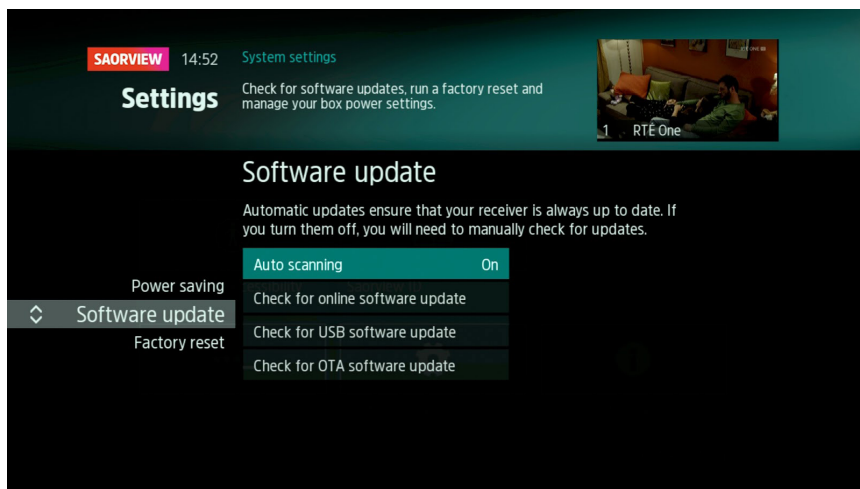 SAORVIEW 14:52
Settings
System settings
Check for software updates, run a factory reset and
manage your box power settings.
1 RTÉ One
Software update
Automatic updates ensure that your receiver is always up to date. If
you turn them off, you will need to manually check for updates.
Power saving
Software update
Factory reset
Auto scanning On
Check for online software update
Check for USB software update
Check for OTA software update